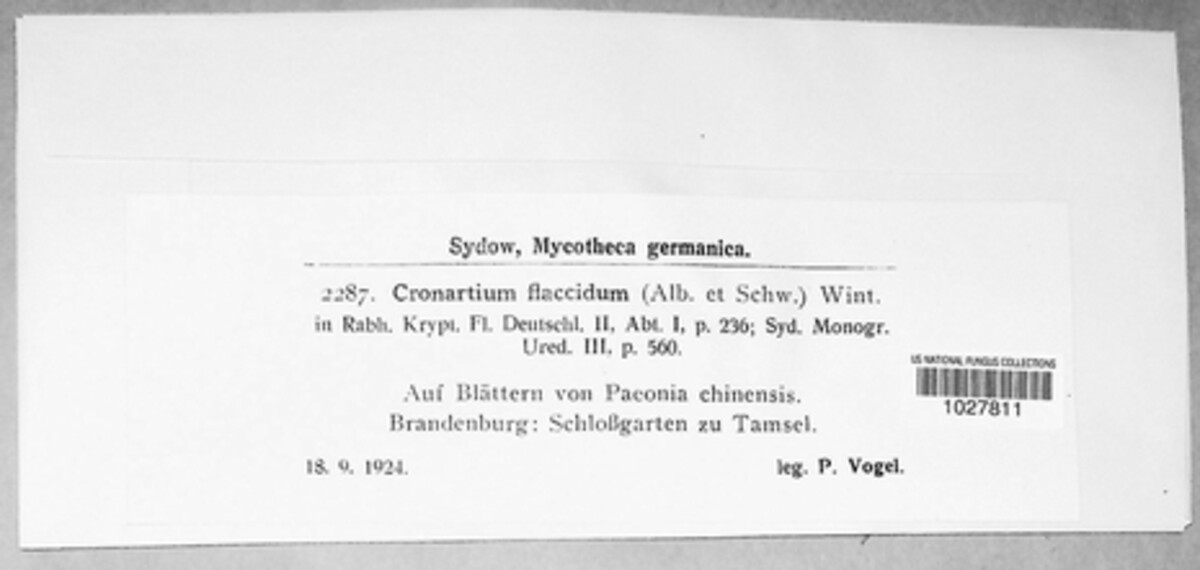 Sydow, Mycotheca germanica.
2287. Cronartium flaccidum (Alb. et Schw.) Wint.
in Rabh. Krypt. Fl. Deutschl. II, Abt. I, p. 236; Syd. Monogr.
Ured. III, p. 560.
US NATIONAL FUNGUS COLLECTIONS
1027811
Auf Blättern von Paeonia chinensis.
Brandenburg: Schloßgarten zu Tamsel.
18. 9. 1924. leg. P. Vogel.